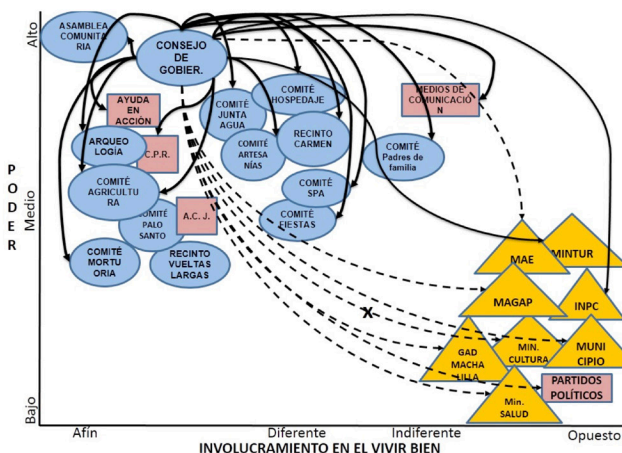 Alto
ASAMBLEA
COMUNITA
RIA
CONSEJO
DE
GOBIER.
AYUDA
EN
ACCIÒN
ARQUEO
LOGÍA
C.P.R.
COMITÉ
AGRICULTU
RA
COMITÉ
PALO
SANTO
A.C. J.
COMITÉ
MORTU
ORIA
RECINTO
VUELTAS
LARGAS
COMITÉ
JUNTA
AGUA
COMITÉ
HOSPEDAJE
COMITÉ
ARTESA
NÍAS
RECINTO
CARMEN
COMITÉ
SPA
COMITÉ
FIESTAS
MEDIOS DE
COMUNICACIÓ
N
COMITÉ
Padres de
familia
PODER
Medio
MAE
MINTUR
MAGAP
INPC
GAD
MACHA
LILLA
MIN.
CULTURA
MUNI
CIPIO
X
Min.
SALUD
PARTIDOS
POLÍTICOS
Bajo
Afín
Diferente
Indiferente
Opuesto
INVOLUCRAMIENTO EN EL VIVIR BIEN